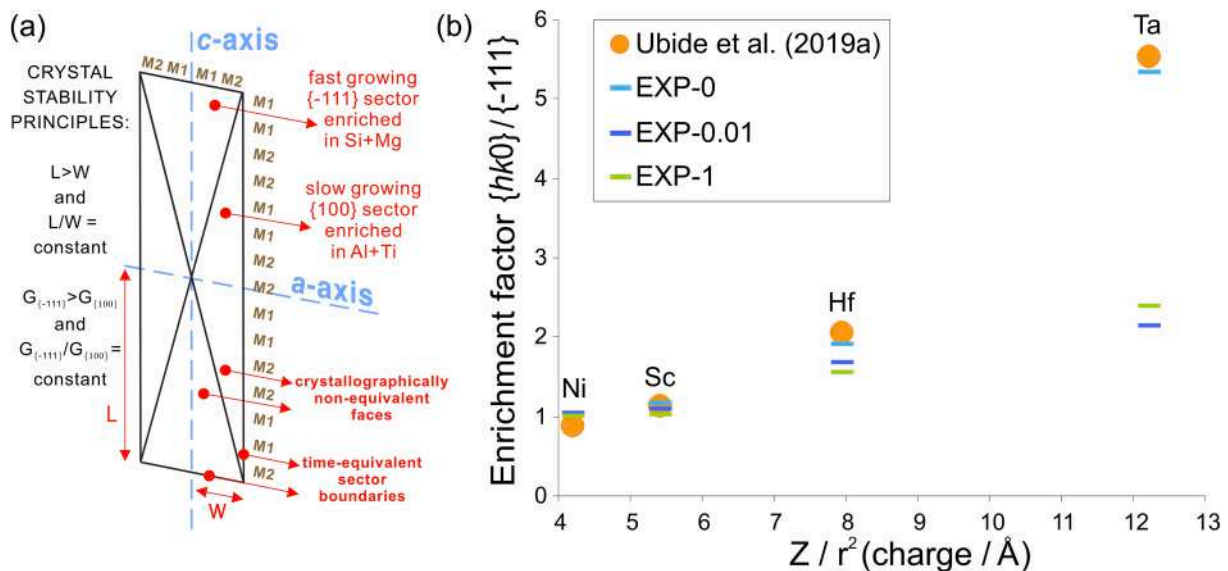 (a)
c-axis
M2 M1 M1 M2
CRYSTAL
STABILITY
PRINCIPLES:
L>W
and
L/W =
constant
G{-111}>G{100}
and
G{-111}/G{100}=
constant
L
W
a-axis
fast growing
{-111} sector
enriched
in Si+Mg
slow growing
{100} sector
enriched
in Al+Ti
crystallographically
non-equivalent
faces
time-equivalent
sector
boundaries
M1
M1
M2
M2
M1
M1
M2
M2
M1
M1
M2
M2
M1
M1
M2
(b)
Enrichment factor {hk0}/{-111}
6
5
4
3
2
1
0
Ubide et al. (2019a)
EXP-0
EXP-0.01
EXP-1
Ni
Sc
Hf
Ta
4 5 6 7 8 9 10 11 12 13
Z / r² (charge / Å)